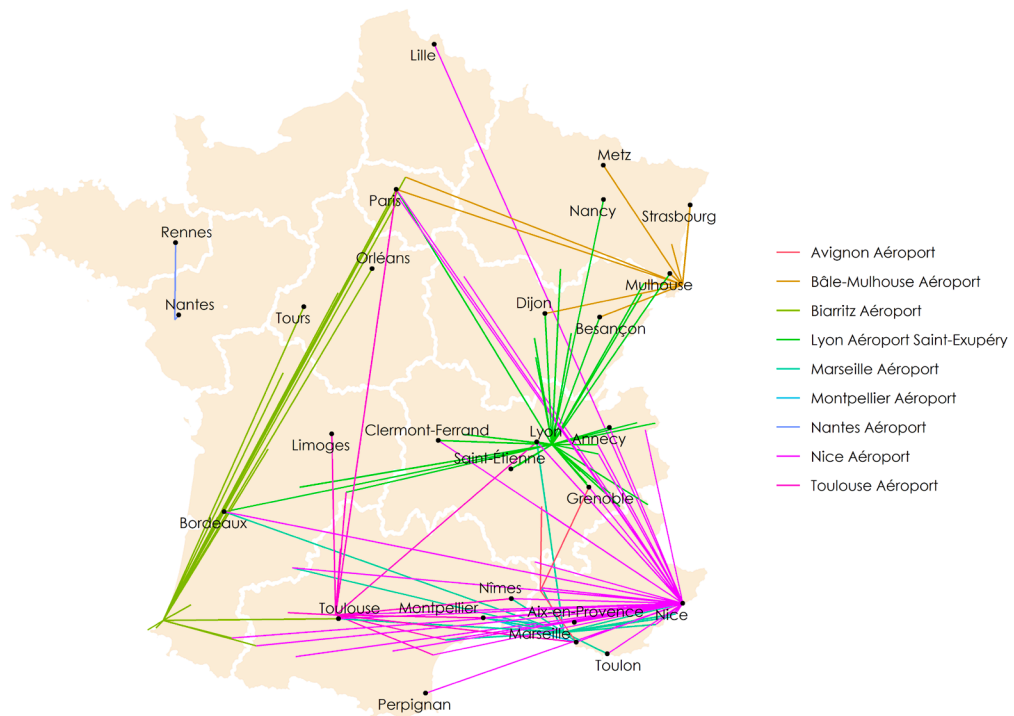 Lille
Metz
Paris
Nancy
Strasbourg
Rennes
Orléans
Mulhouse
Nantes
Tours
Dijon
Besançon
Limoges
Clermont-Ferrand
Lyon
Annecy
Saint-Étienne
Grenoble
Bordeaux
Nîmes
Toulouse
Montpellier
Aix-en-Provence
Nice
Marseille
Toulon
Perpignan
Avignon Aéroport
Bâle-Mulhouse Aéroport
Biarritz Aéroport
Lyon Aéroport Saint-Exupéry
Marseille Aéroport
Montpellier Aéroport
Nantes Aéroport
Nice Aéroport
Toulouse Aéroport